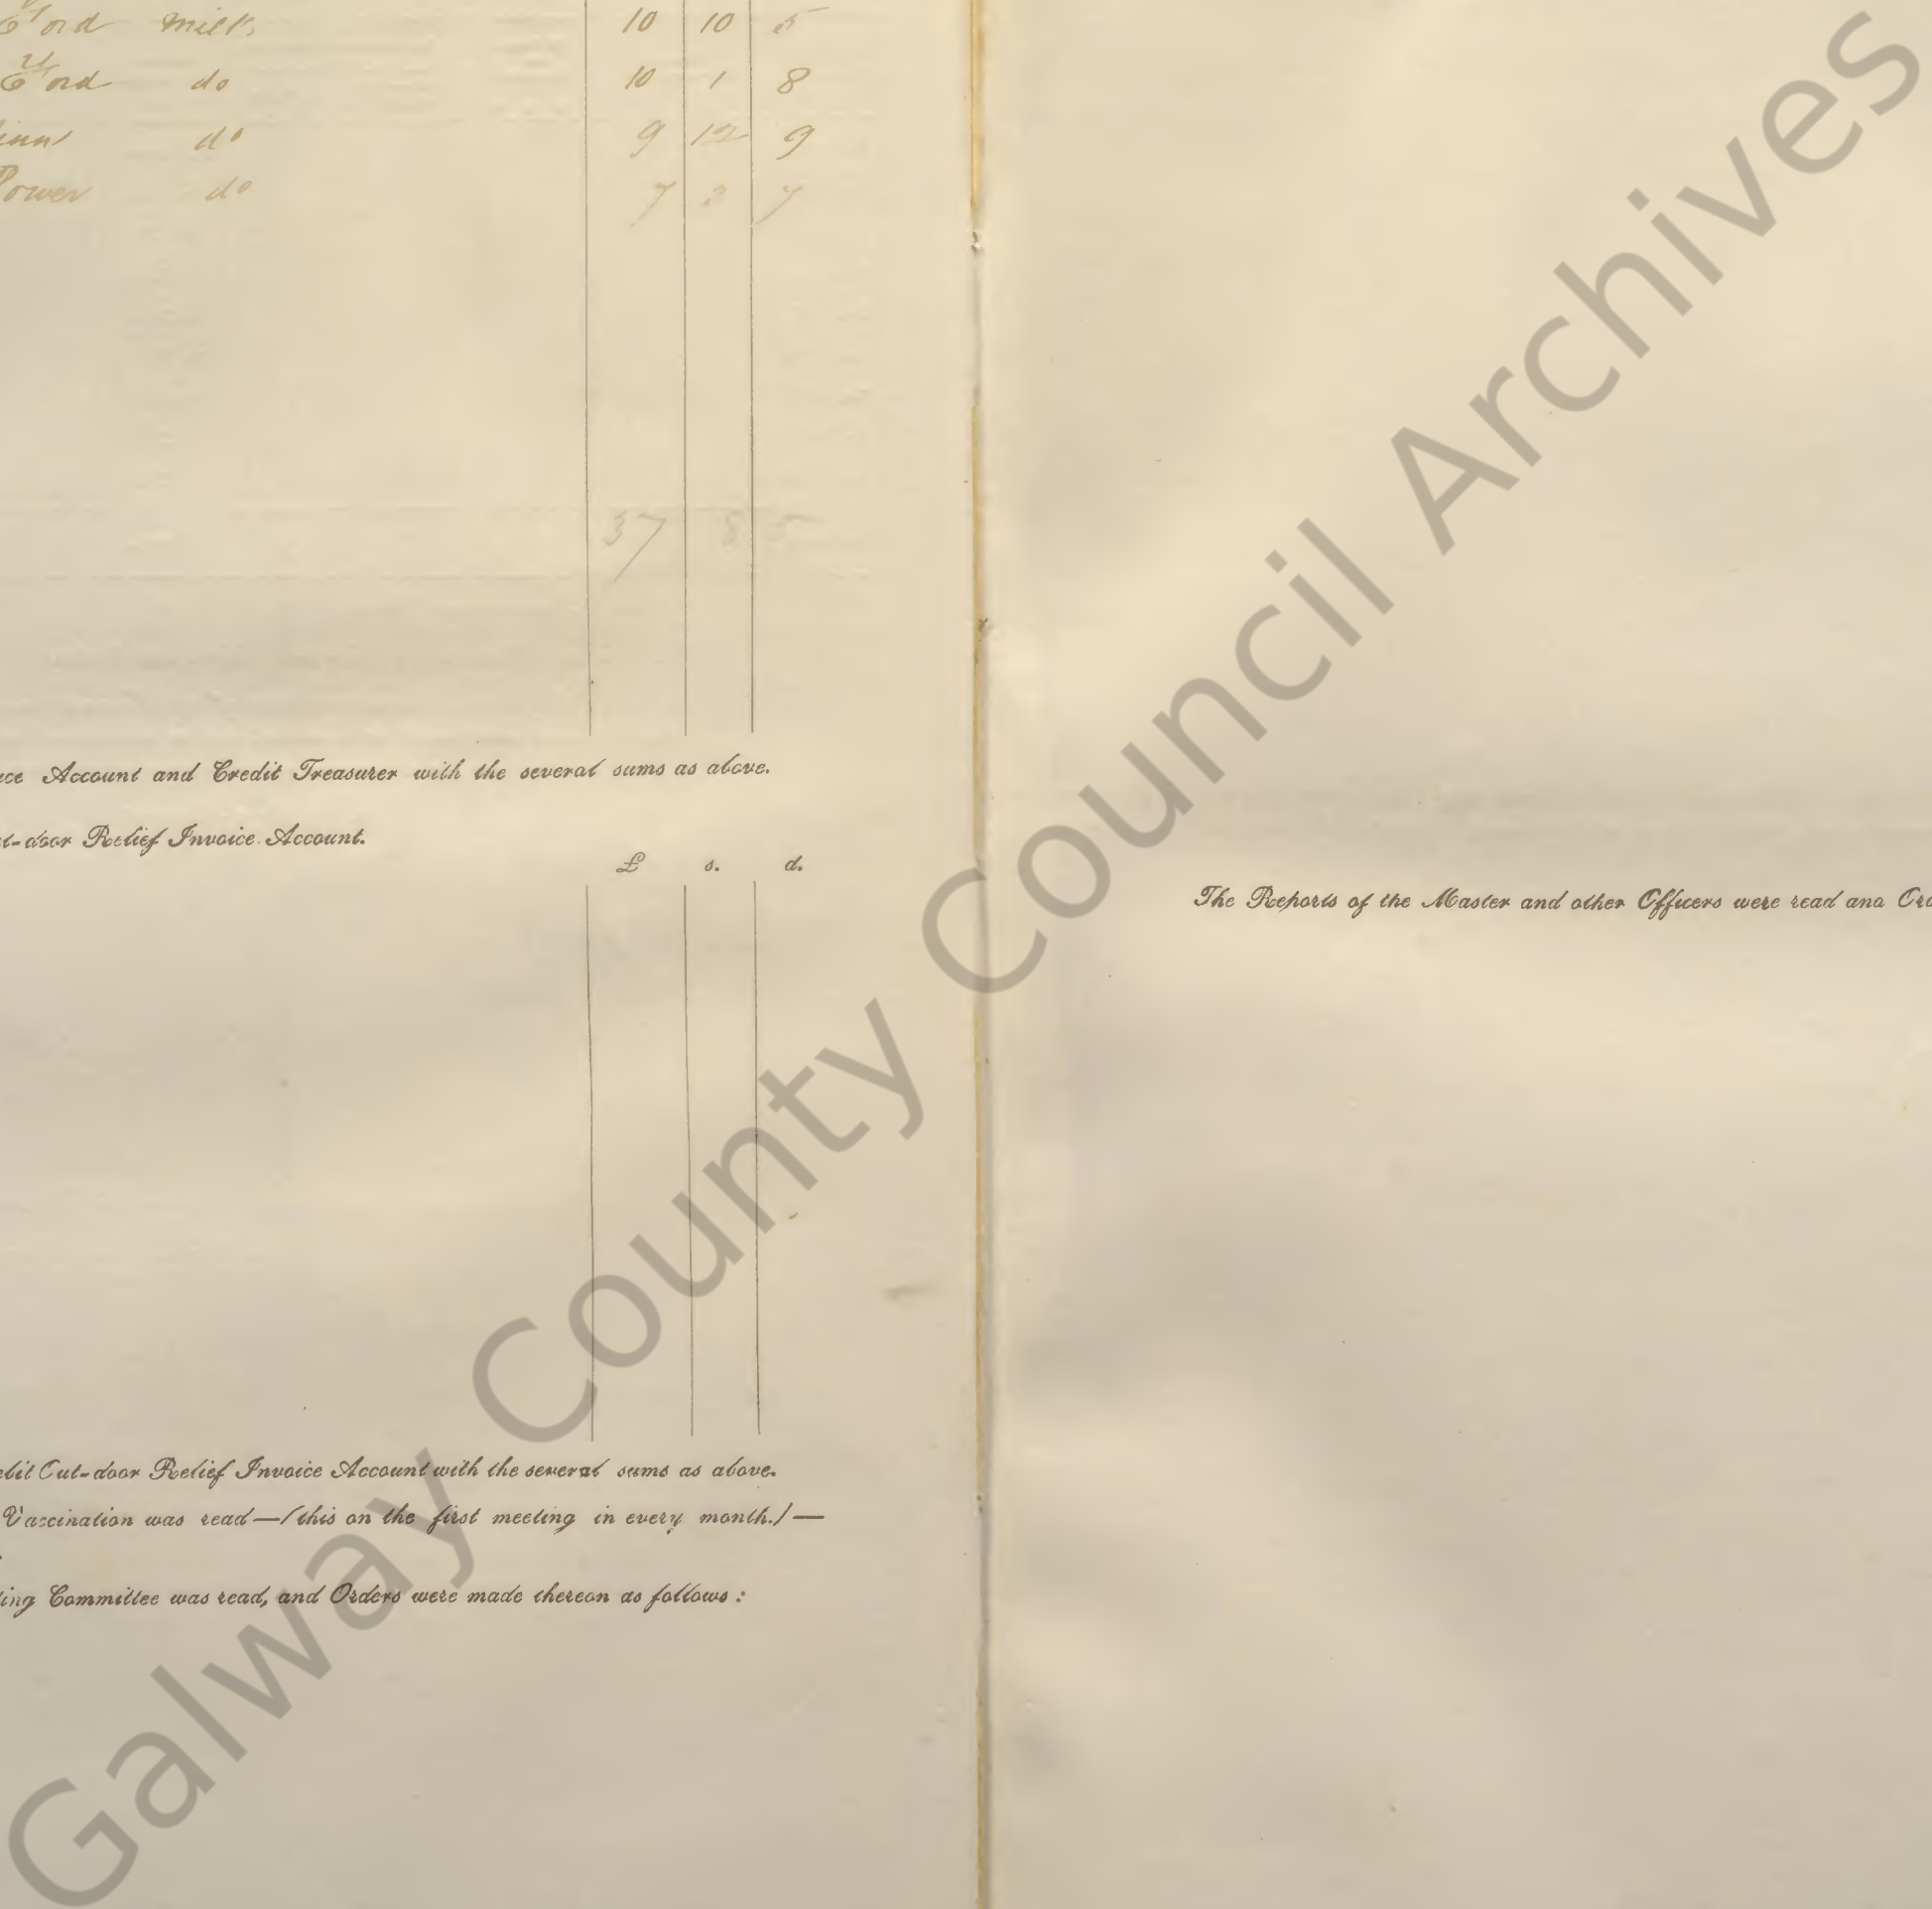 milk 10 10 5
do 10 1 8
do 9 12 9
Power do 7 3 7
37 8 5
Account and Credit Treasurer with the several sums as above.
Relief Invoice Account.
£ s. d.
Out-door Relief Invoice Account with the several sums as above.
Vaccination was read—(this on the first meeting in every month.)—
Committee was read, and Orders were made thereon as follows:
The Reports of the Master and other Officers were read and
Galway County Council Archives